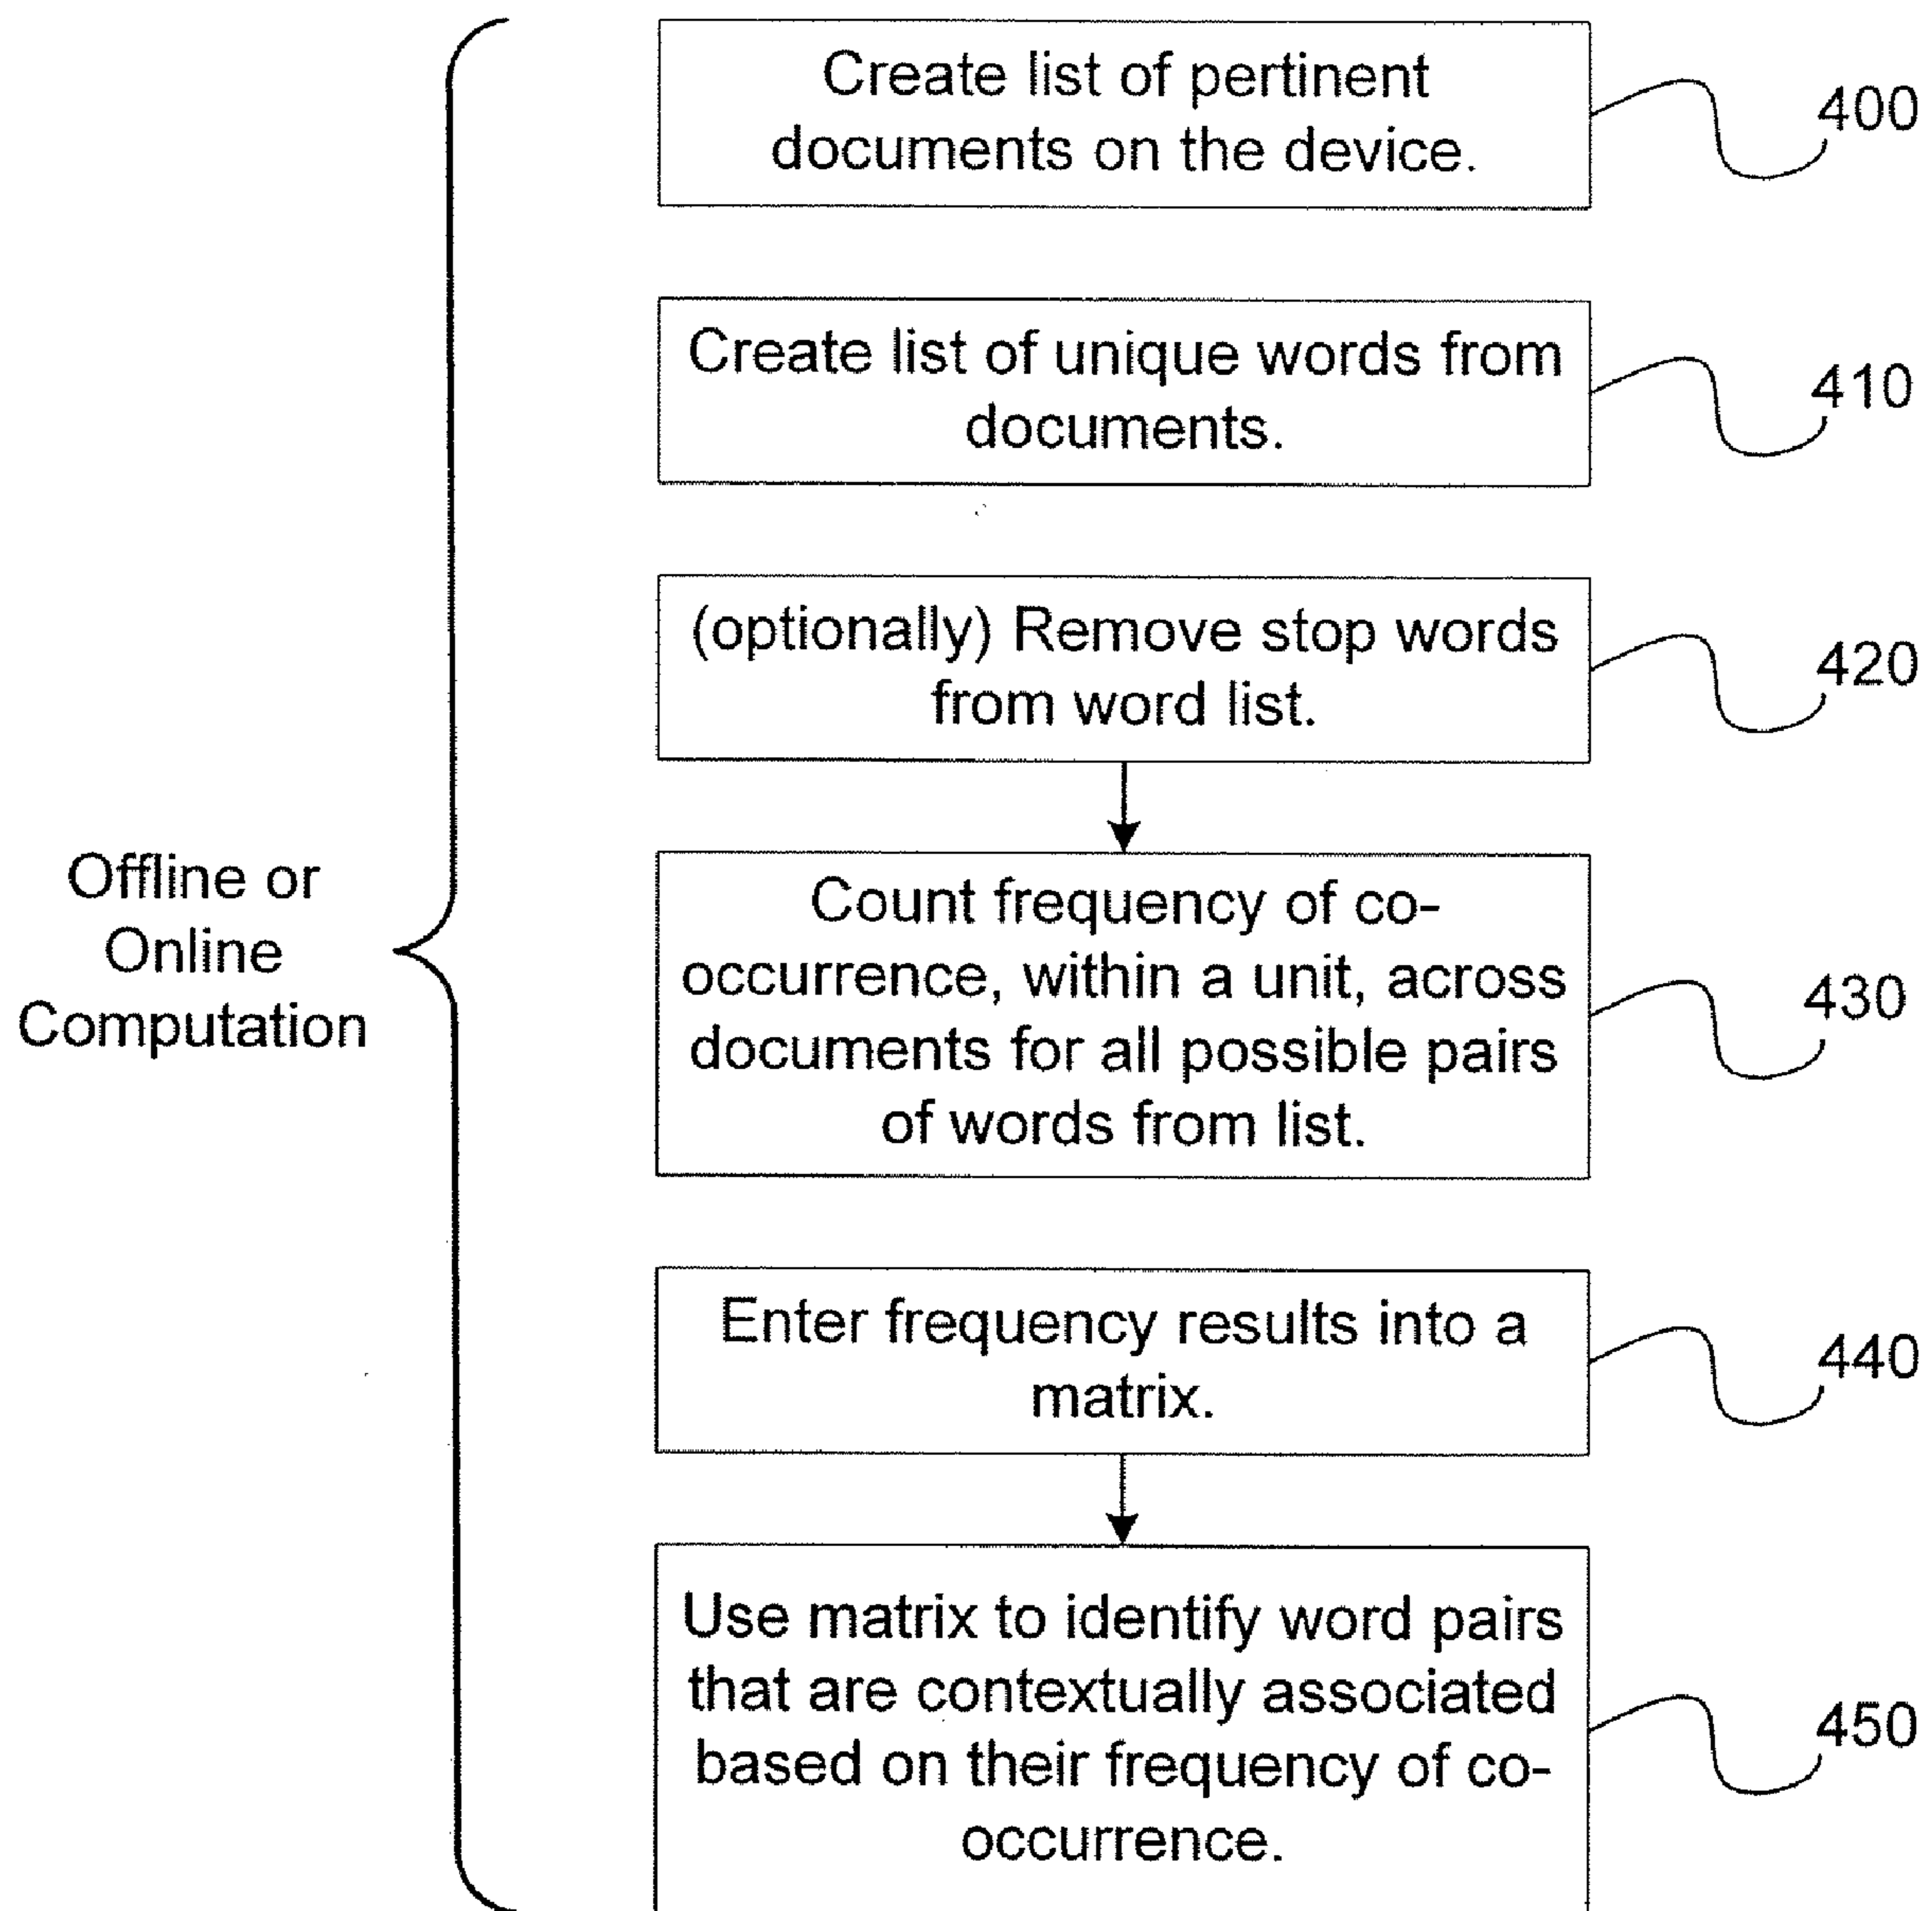 Create list of pertinent
documents on the device.
400
Create list of unique words from
documents.
410
(optionally) Remove stop words
from word list.
420
Offline or
Online
Computation
Count frequency of co-
occurrence, within a unit, across
documents for all possible pairs
of words from list.
430
Enter frequency results into a
matrix.
440
Use matrix to identify word pairs
that are contextually associated
based on their frequency of co-
occurrence.
450